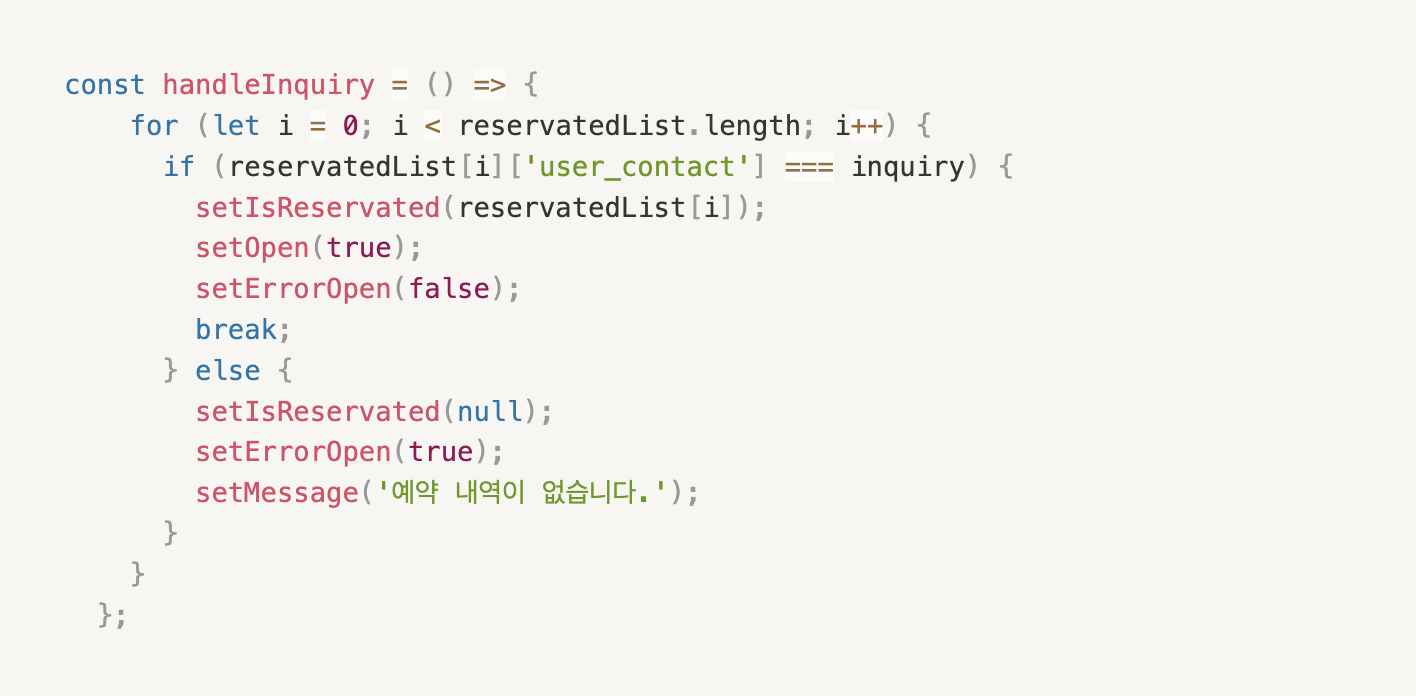 const handleInquiry = () => {
    for (let i = 0; i < reservatedList.length; i++) {
      if (reservatedList[i]['user_contact'] === inquiry) {
        setIsReservated(reservatedList[i]);
        setOpen(true);
        setErrorOpen(false);
        break;
      } else {
        setIsReservated(null);
        setErrorOpen(true);
        setMessage('예약 내역이 없습니다.');
      }
    }
  };